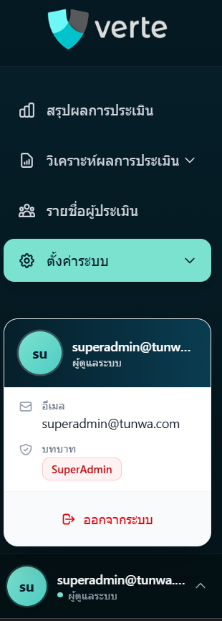 verte
สรุปผลการประเมิน
วิเคราะห์ผลการประเมิน
รายชื่อผู้ประเมิน
ตั้งค่าระบบ
su
superadmin@tunw...
ผู้ดูแลระบบ
อีเมล
superadmin@tunwa.com
บทบาท
SuperAdmin
ออกจากระบบ
su
superadmin@tunwa....
ผู้ดูแลระบบ